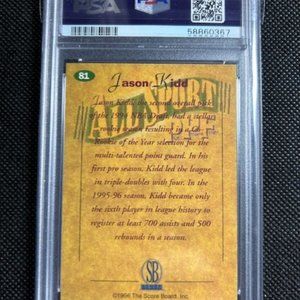 PSA
58860367
81
Jason Kidd
Jason Kidd, the second overall pick
of the 1994 NBA Draft, had a stellar
rookie season resulting in a Co-
Rookie of the Year selection for the
multi-talented point guard. In his
first pro season, Kidd led the league
in triple-doubles with four. In the
1995-96 season, Kidd became only
the sixth player in league history to
register at least 700 assists and 500
rebounds in a season.
SB
©1996 The Score Board, Inc.